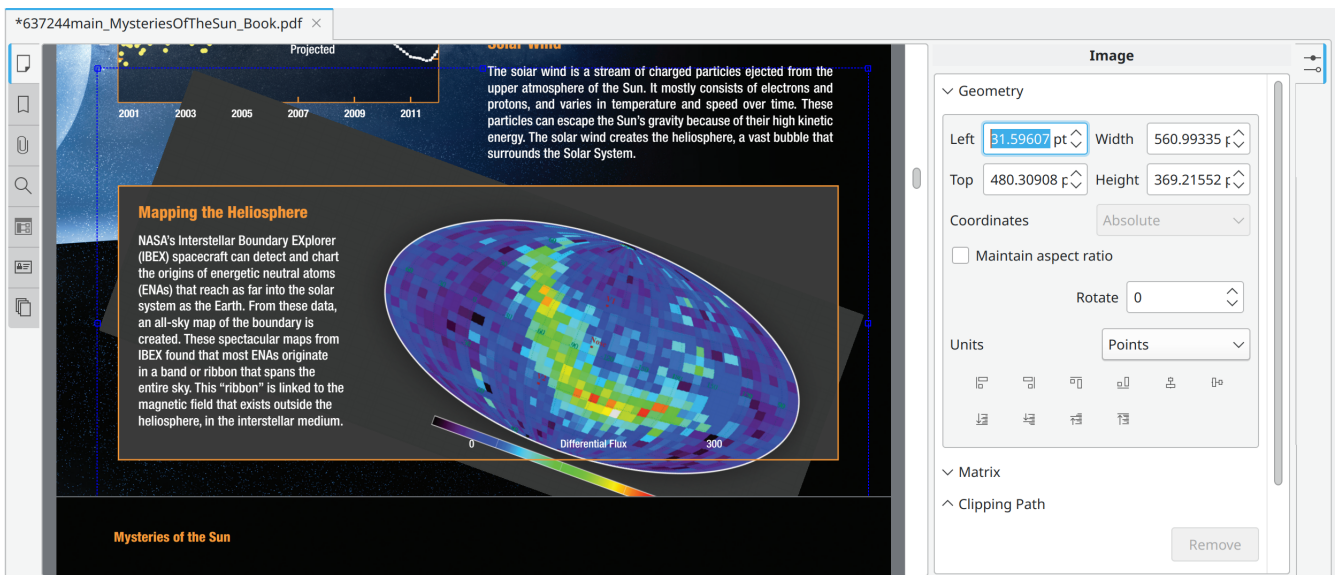 *637244main_MysteriesOfTheSun_Book.pdf
Projected
2001 2003 2005 2007 2009 2011
Solar Wind
The solar wind is a stream of charged particles ejected from the
upper atmosphere of the Sun. It mostly consists of electrons and
protons, and varies in temperature and speed over time. These
particles can escape the Sun's gravity because of their high kinetic
energy. The solar wind creates the heliosphere, a vast bubble that
surrounds the Solar System.
Mapping the Heliosphere
NASA's Interstellar Boundary EXplorer
(IBEX) spacecraft can detect and chart
the origins of energetic neutral atoms
(ENAs) that reach as far into the solar
system as the Earth. From these data,
an all-sky map of the boundary is
created. These spectacular maps from
IBEX found that most ENAs originate
in a band or ribbon that spans the
entire sky. This “ribbon” is linked to the
magnetic field that exists outside the
heliosphere, in the interstellar medium.
0 Differential Flux 300
Mysteries of the Sun
Image
Geometry
Left 31.59607 pt Width 560.99335 p
Top 480.30908 p Height 369.21552 p
Coordinates Absolute
Maintain aspect ratio
Rotate 0
Units Points
Matrix
Clipping Path
Remove